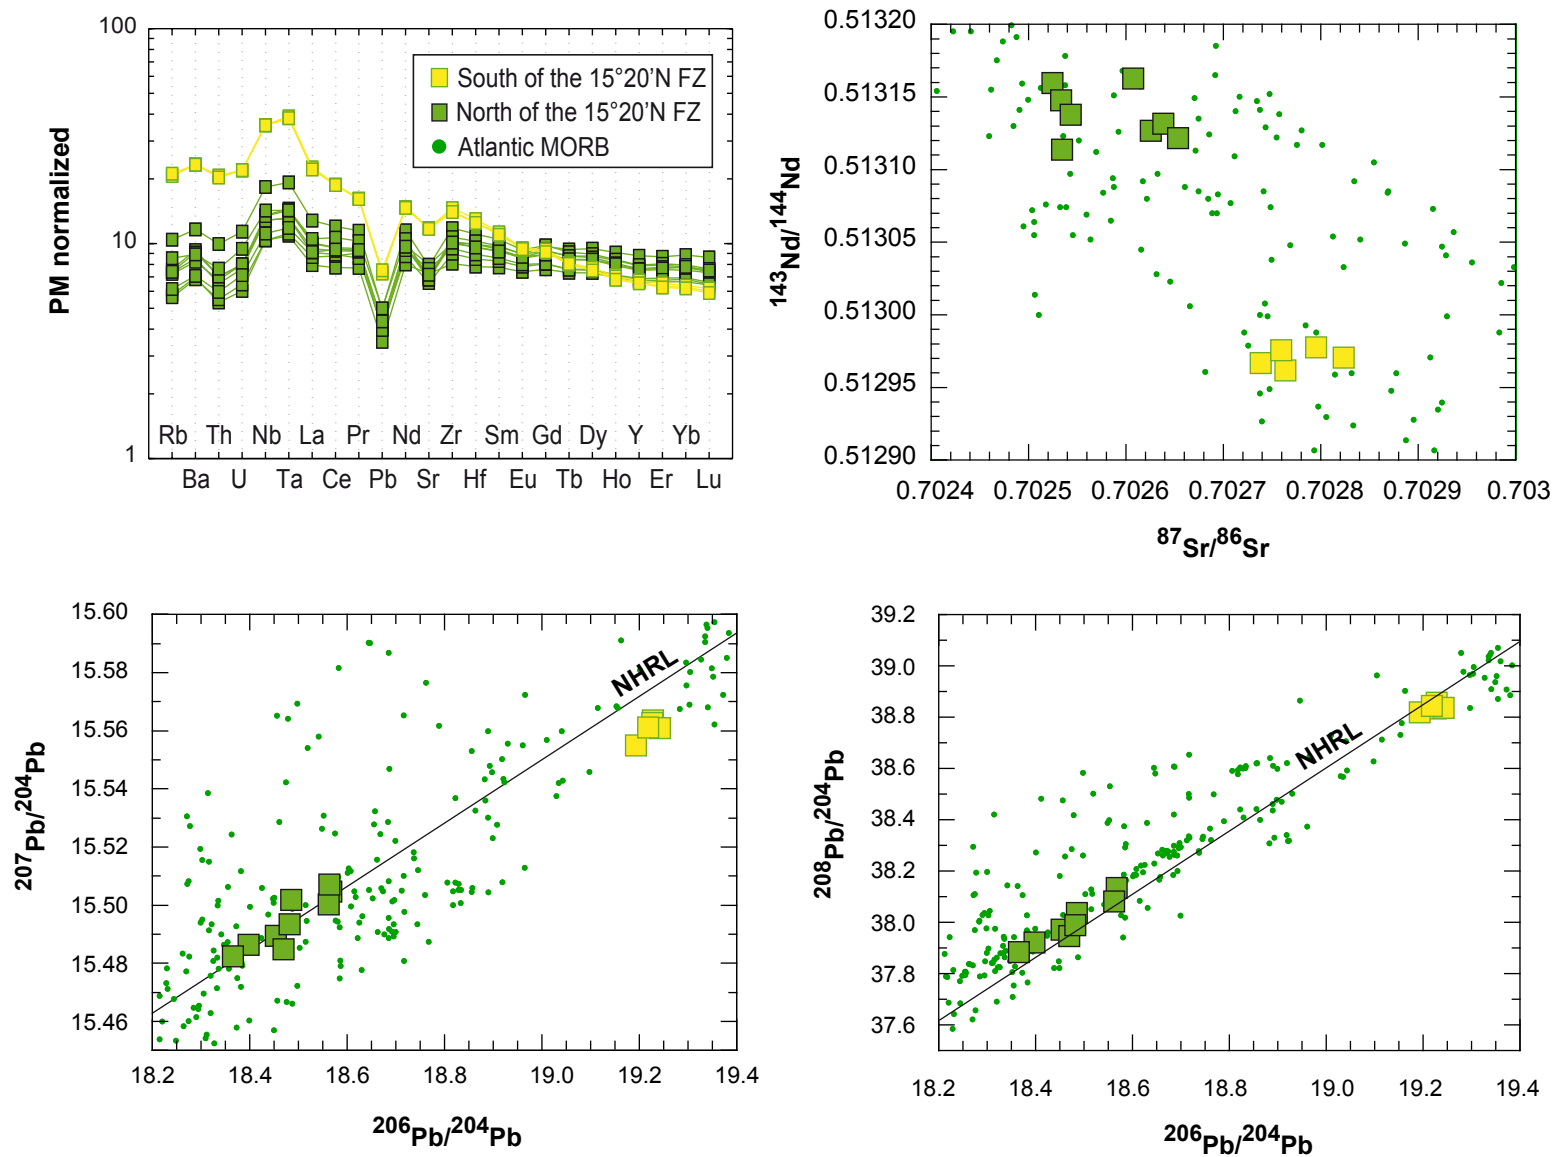 100
10
1
PM normalized
South of the 15°20'N FZ
North of the 15°20'N FZ
Atlantic MORB
Rb Th Nb La Pr Nd Zr Sm Gd Dy Y Yb
Ba U Ta Ce Pb Sr Hf Eu Tb Ho Er Lu
0.51320
0.51315
0.51310
0.51305
0.51300
0.51295
0.51290
143Nd/144Nd
0.7024 0.7025 0.7026 0.7027 0.7028 0.7029 0.703
87Sr/86Sr
15.60
15.58
15.56
15.54
15.52
15.50
15.48
15.46
207Pb/204Pb
NHRL
18.2 18.4 18.6 18.8 19.0 19.2 19.4
206Pb/204Pb
39.2
39.0
38.8
38.6
38.4
38.2
38.0
37.8
37.6
208Pb/204Pb
NHRL
18.2 18.4 18.6 18.8 19.0 19.2 19.4
206Pb/204Pb